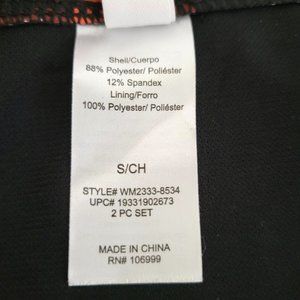 Shell/Cuerpo
88% Polyester/ Poliéster
12% Spandex
Lining/Forro
100% Polyester/ Poliéster
S/CH
STYLE# WM2333-8534
UPC# 19331902673
2 PC SET
MADE IN CHINA
RN# 106999